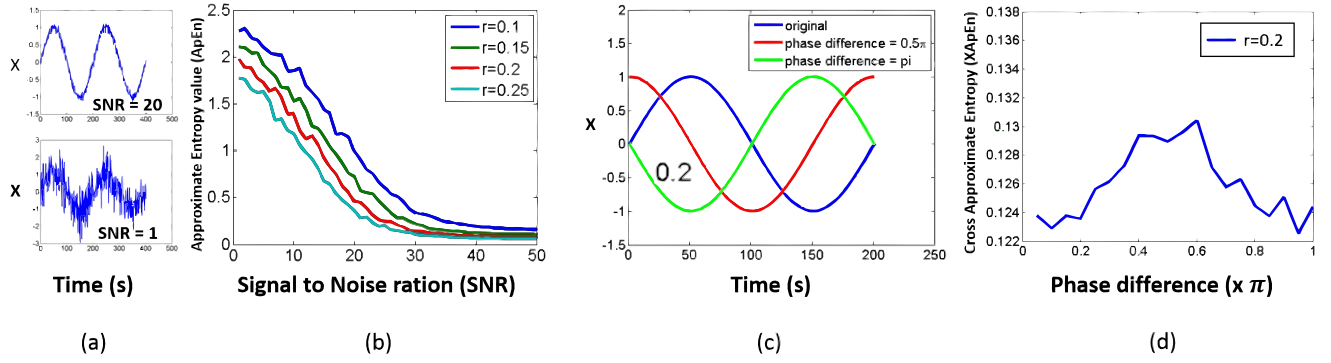 1.5
1
0.5
0
-0.5
-1
-1.5
0 100 200 300 400 500
X
SNR = 20
3
2
1
0
-1
-2
-3
0 100 200 300 400 500
X
SNR = 1
Time (s)
(a)
Approximate Entropy value (ApEn)
2.5
2
1.5
1
0.5
0
0 10 20 30 40 50
r=0.1
r=0.15
r=0.2
r=0.25
Signal to Noise ration (SNR)
(b)
X
2
1.5
1
0.5
0
-0.5
-1
-1.5
0 50 100 150 200 250
original
phase difference = 0.5π
phase difference = pi
0.2
Time (s)
(c)
Cross Approximate Entropy (XApEn)
0.138
0.136
0.134
0.132
0.13
0.128
0.126
0.124
0.122
0 0.2 0.4 0.6 0.8 1
r=0.2
Phase difference (x π)
(d)